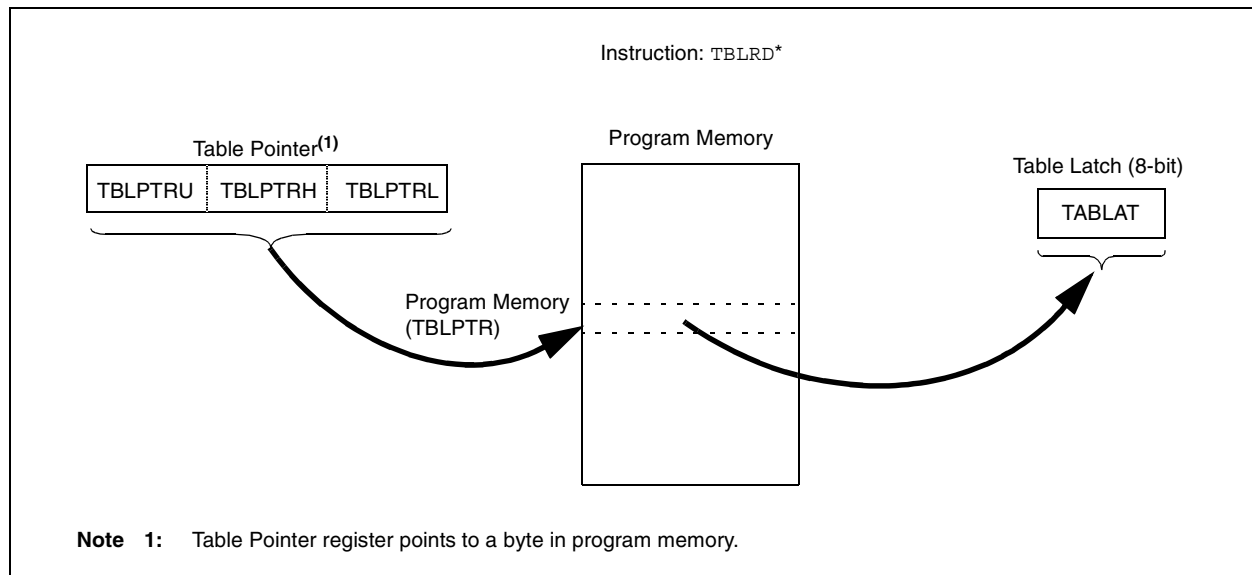 Instruction: TBLRD*
Table Pointer(1)
TBLPTRU TBLPTRH TBLPTRL
Program Memory
(TBLPTR)
Program Memory
Table Latch (8-bit)
TABLAT
Note 1: Table Pointer register points to a byte in program memory.